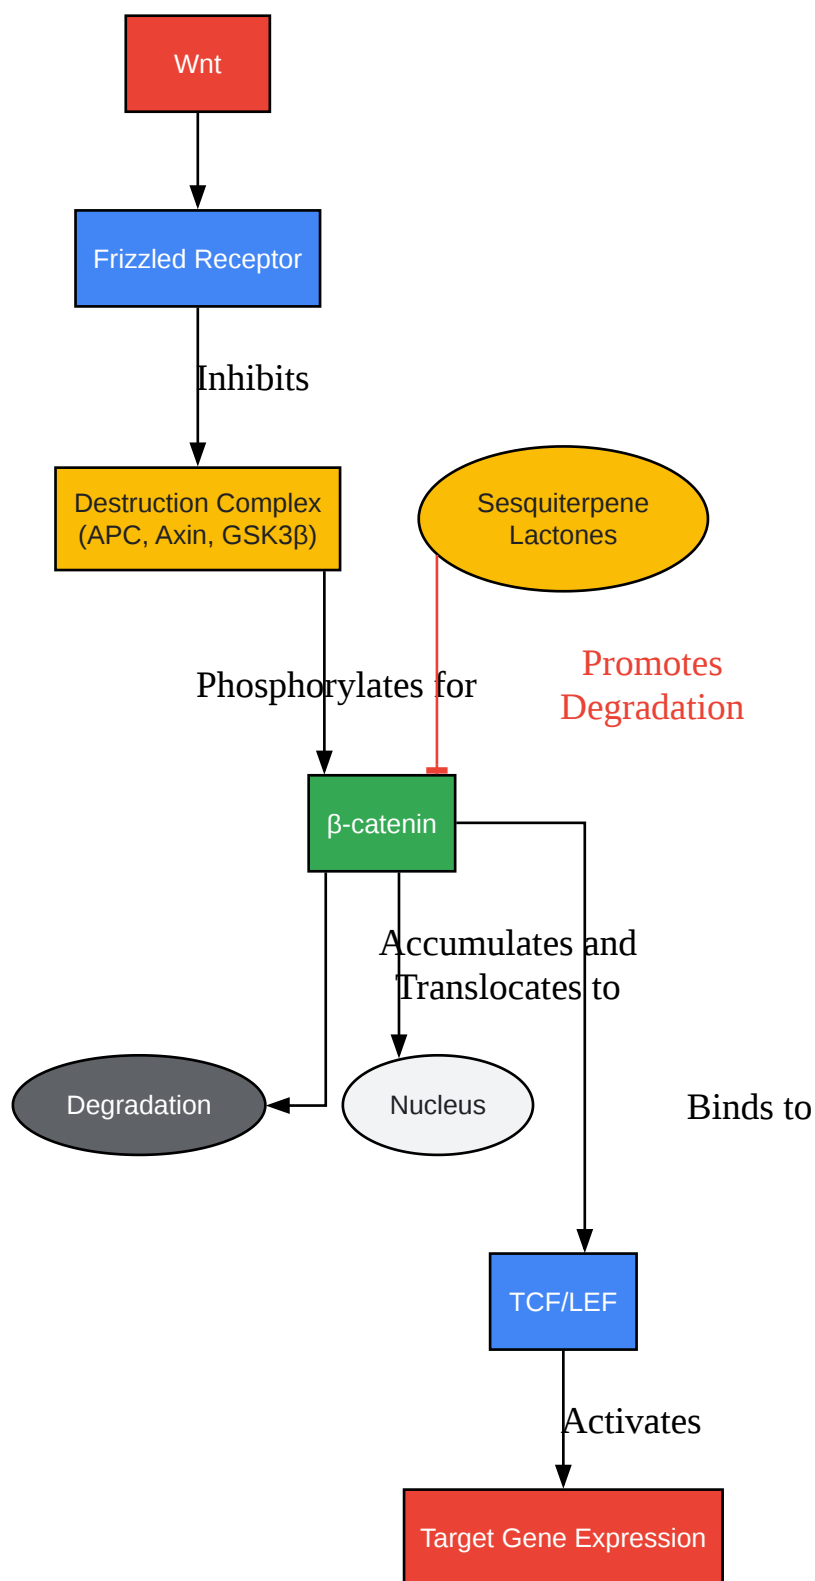 Wnt
Frizzled Receptor
Inhibits
Destruction Complex
(APC, Axin, GSK3β)
Sesquiterpene
Lactones
Phosphorylates for
Promotes
Degradation
β-catenin
Accumulates and
Translocates to
Degradation
Nucleus
Binds to
TCF/LEF
Activates
Target Gene Expression